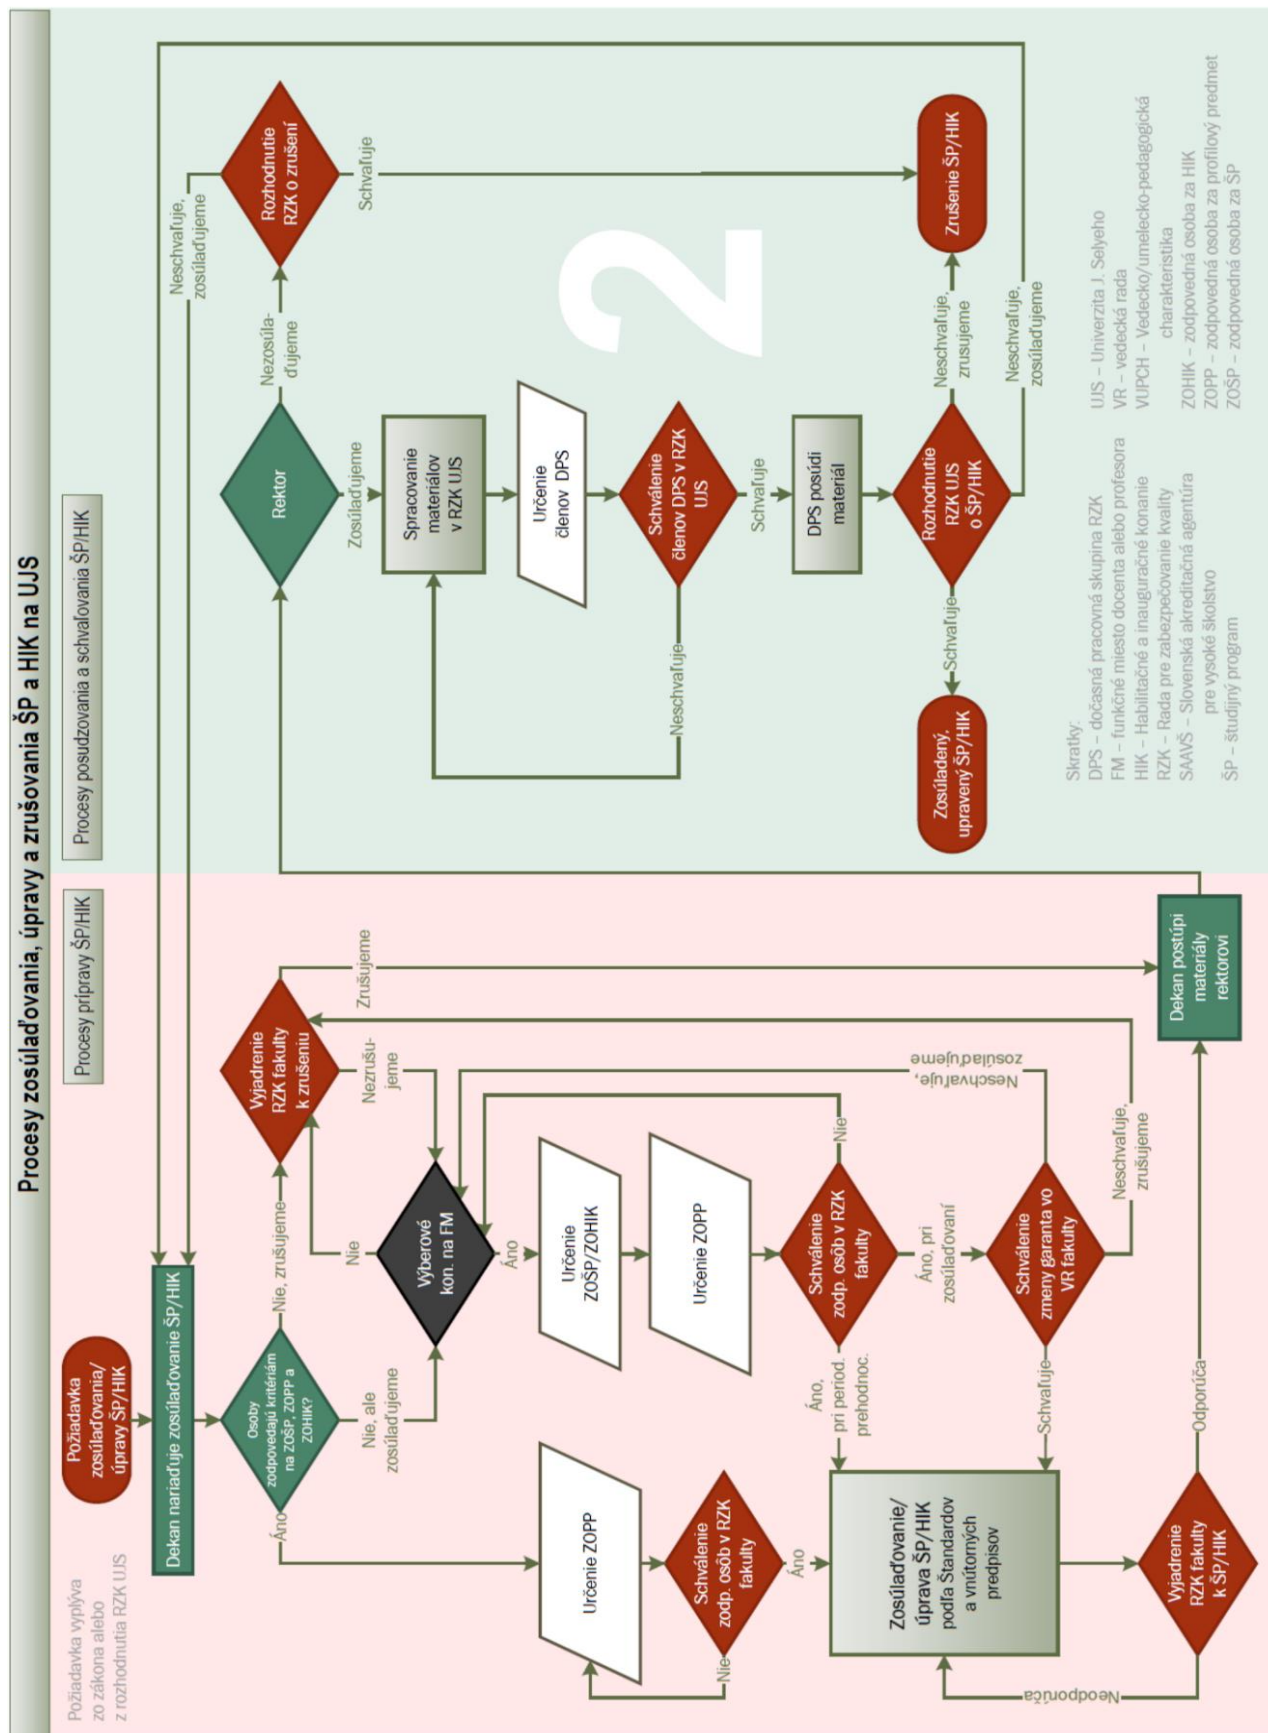 Procesy zosúlaďovania, úpravy a zrušovania ŠP a HIK na UJS
Procesy prípravy ŠP/HIK
Procesy posudzovania a schvaľovania ŠP/HIK
Požiadavka vyplýva
zo zákona alebo
z rozhodnutia RZK UJS
Požiadavka
zosúlaďovania/
úpravy ŠP/HIK
Dekan nariaďuje zosúlaďovanie ŠP/HIK
Osoby
zodpovedajú kritériám
na ZOŠP, ZOPP a
ZOHIK?
Áno
Nie, ale
zosúlaďujeme
Nie, zrušujeme
Vyjadrenie
RZK fakulty
k zrušeniu
Zrušujeme
Nezrušu-
jeme
Nie
Výberové
kon. na FM
Áno
Určenie
ZOŠP/ZOHIK
Určenie ZOPP
Schválenie
zodp. osôb v RZK
fakulty
Nie
Áno,
pri period.
prehodnoc.
Áno, pri
zosúlaďovaní
Schválenie
zmeny garanta vo
VR fakulty
Neschvaľuje,
zosúlaďujeme
Neschvaľuje,
zrušujeme
Schvaľuje
Určenie ZOPP
Schválenie
zodp. osôb v RZK
fakulty
Nie
Áno
Zosúlaďovanie/
úprava ŠP/HIK
podľa Štandardov
a vnútorných
predpisov
Vyjadrenie
RZK fakulty
k ŠP/HIK
Neodporúča
Odporúča
Dekan postúpi
materiály
rektorovi
2
Rektor
Nezosúla-
ďujeme
Zosúlaďujeme
Rozhodnutie
RZK o zrušení
Neschvaľuje,
zosúlaďujeme
Schvaľuje
Spracovanie
materiálov
v RZK UJS
Určenie
členov DPS
Schválenie
členov DPS v RZK
UJS
Neschvaľuje
Schvaľuje
DPS posúdi
materiál
Rozhodnutie
RZK UJS
o ŠP/HIK
Schvaľuje
Neschvaľuje,
zrusujeme
Neschvaľuje,
zosúlaďujeme
Zosúladený,
upravený ŠP/HIK
Zrušenie ŠP/HIK
Skratky:
DPS – dočasná pracovná skupina RZK
FM – funkčné miesto docenta alebo profesora
HIK – Habilitačné a inauguračné konanie
RZK – Rada pre zabezpečovanie kvality
SAAVŠ – Slovenská akreditačná agentúra
pre vysoké školstvo
ŠP – študijný program
UJS – Univerzita J. Selyeho
VR – vedecká rada
VUPCH – Vedecko/umelecko-pedagogická
charakteristika
ZOHIK – zodpovedná osoba za HIK
ZOPP – zodpovedná osoba za profilový predmet
ZOŠP – zodpovedná osoba za ŠP